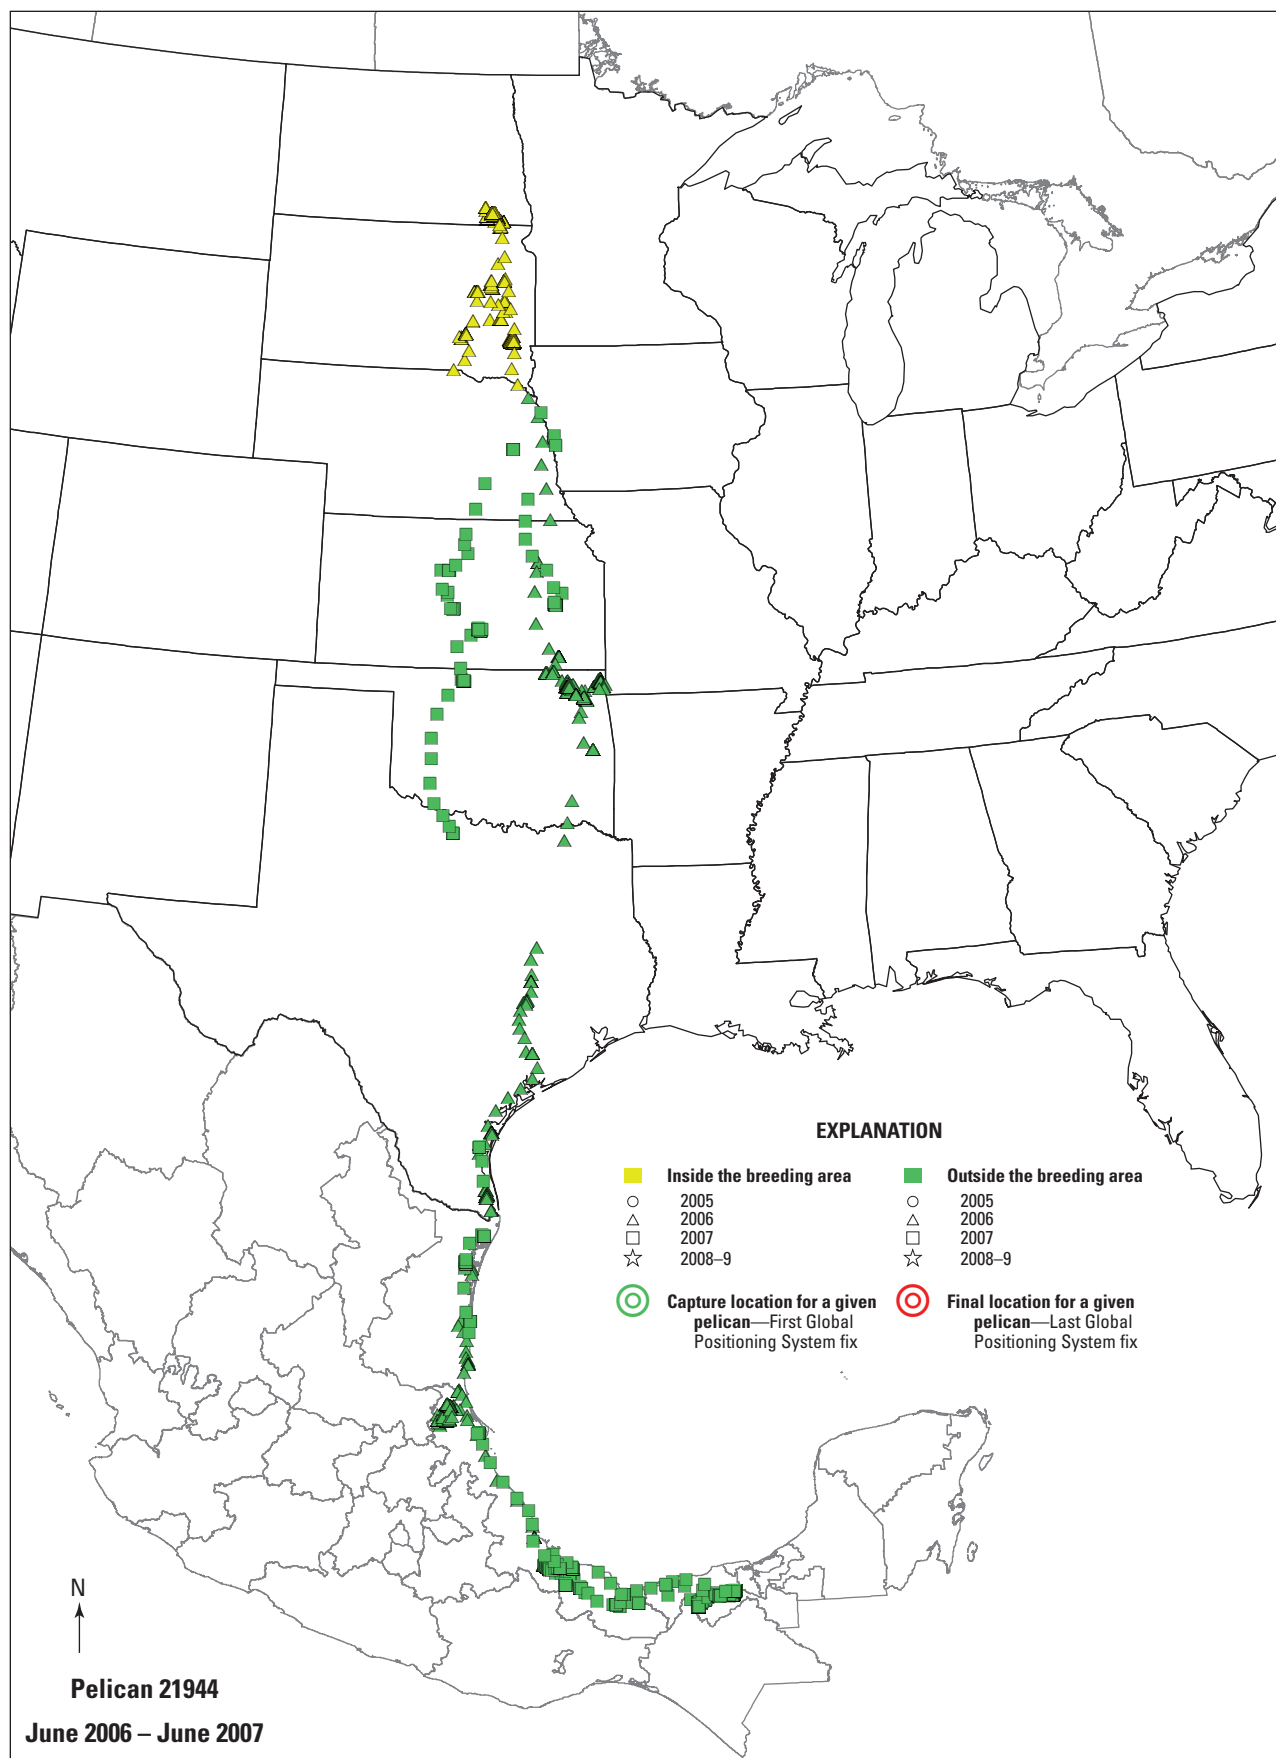 EXPLANATION
Inside the breeding area
2005
2006
2007
2008–9
Capture location for a given
pelican—First Global
Positioning System fix
Outside the breeding area
2005
2006
2007
2008–9
Final location for a given
pelican—Last Global
Positioning System fix
N
Pelican 21944
June 2006 – June 2007